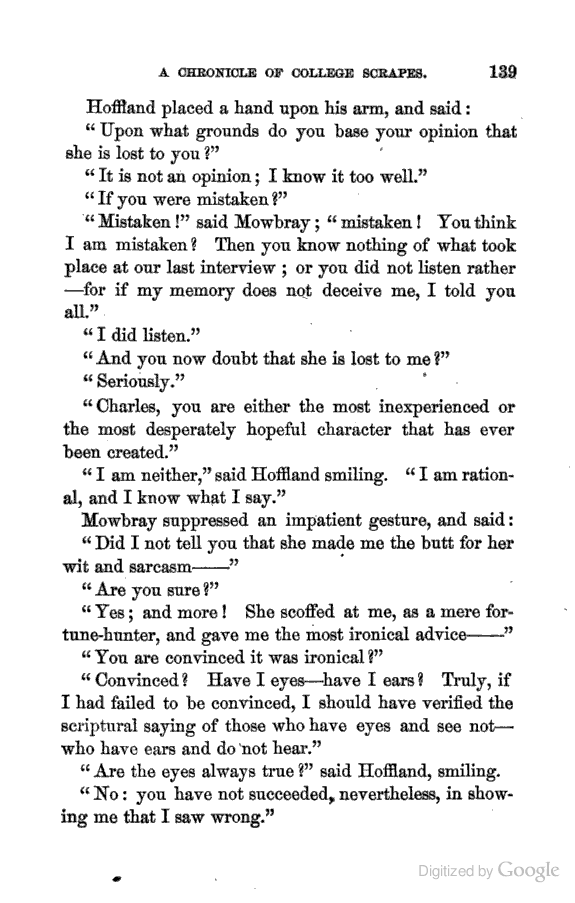 A CHRONICLE OF COLLEGE SCRAPES. 139
Hoffland placed a hand upon his arm, and said:
“Upon what grounds do you base your opinion that
she is lost to you?”
“It is not an opinion; I know it too well.”
“If you were mistaken?”
“Mistaken!” said Mowbray; “mistaken! You think
I am mistaken? Then you know nothing of what took
place at our last interview; or you did not listen rather
—for if my memory does not deceive me, I told you
all.”
“I did listen.”
“And you now doubt that she is lost to me?”
“Seriously.”
“Charles, you are either the most inexperienced or
the most desperately hopeful character that has ever
been created.”
“I am neither,” said Hoffland smiling. “I am ration-
al, and I know what I say.”
Mowbray suppressed an impatient gesture, and said:
“Did I not tell you that she made me the butt for her
wit and sarcasm——”
“Are you sure?”
“Yes; and more! She scoffed at me, as a mere for-
tune-hunter, and gave me the most ironical advice——”
“You are convinced it was ironical?”
“Convinced? Have I eyes—have I ears? Truly, if
I had failed to be convinced, I should have verified the
scriptural saying of those who have eyes and see not—
who have ears and do not hear.”
“Are the eyes always true?” said Hoffland, smiling.
“No: you have not succeeded, nevertheless, in show-
ing me that I saw wrong.”
Digitized by Google